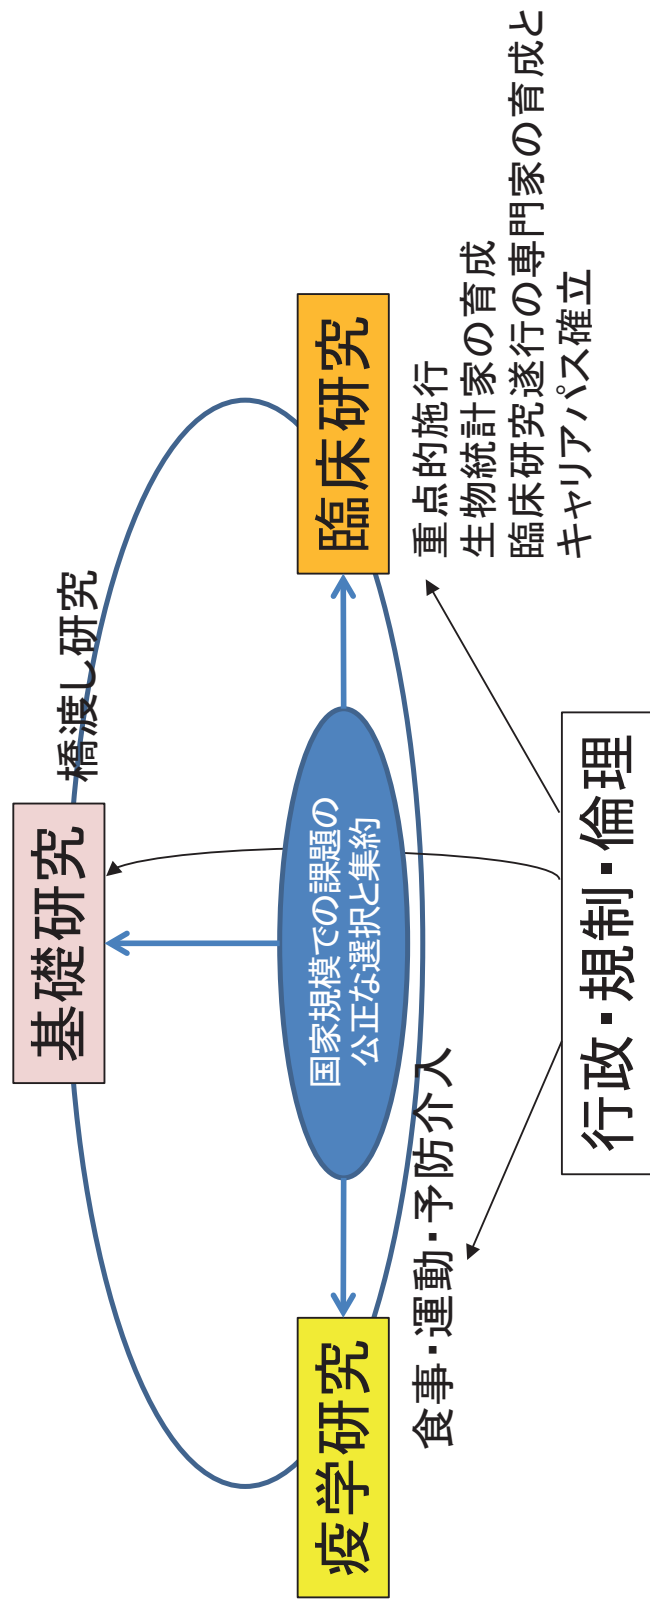 基礎研究
橋渡し研究
疫学研究
国家規模での課題の
公正な選択と集約
臨床研究
食事・運動・予防介入
重点的施行
生物統計家の育成
臨床研究遂行の専門家の育成と
キャリアパス確立
行政・規制・倫理